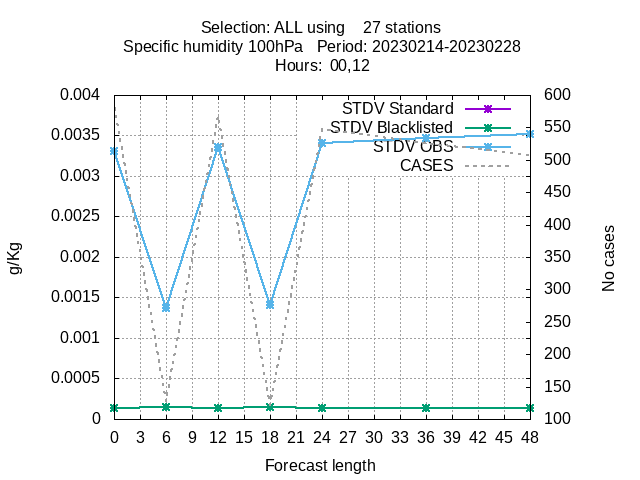 Selection: ALL using    27 stations
Specific humidity 100hPa   Period: 20230214-20230228
Hours:  00,12
STDV Standard
STDV Blacklisted
STDV OBS
CASES
0.004
0.0035
0.003
0.0025
0.002
0.0015
0.001
0.0005
0
g/Kg
600
550
500
450
400
350
300
250
200
150
100
No cases
0 3 6 9 12 15 18 21 24 27 30 33 36 39 42 45 48
Forecast length